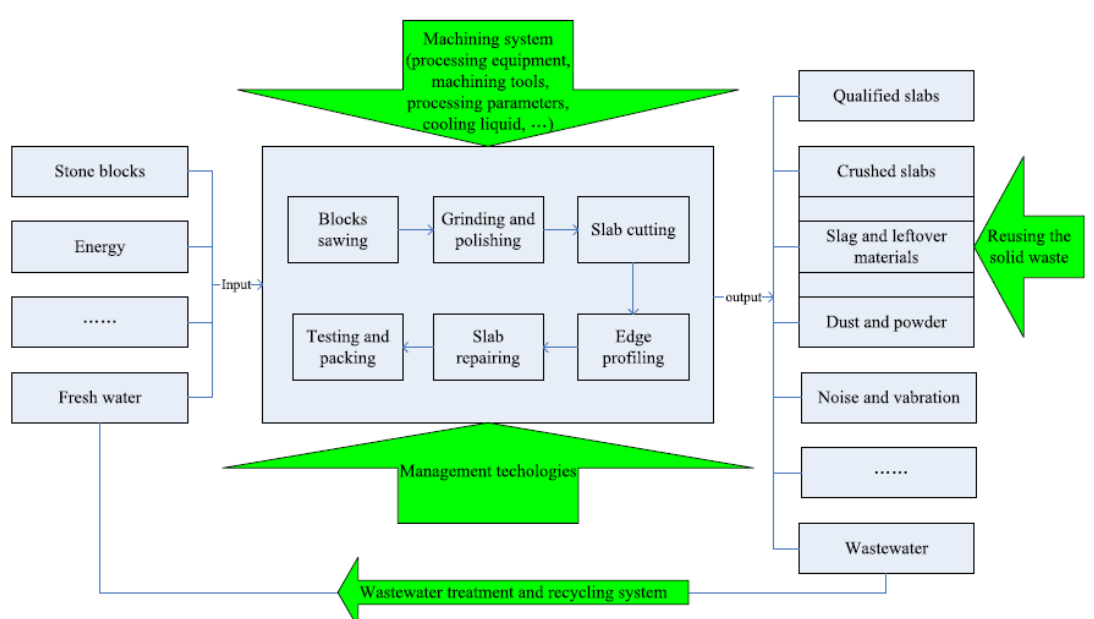 Machining system
(processing equipment,
machining tools,
processing parameters,
cooling liquid, ···)
Stone blocks
Energy
······
Fresh water
Input
Blocks
sawing
Grinding and
polishing
Slab cutting
Edge
profiling
Slab
repairing
Testing and
packing
output
Qualified slabs
Crushed slabs
Slag and leftover
materials
Dust and powder
Noise and vabration
······
Wastewater
Reusing the
solid waste
Management techologies
Wastewater treatment and recycling system